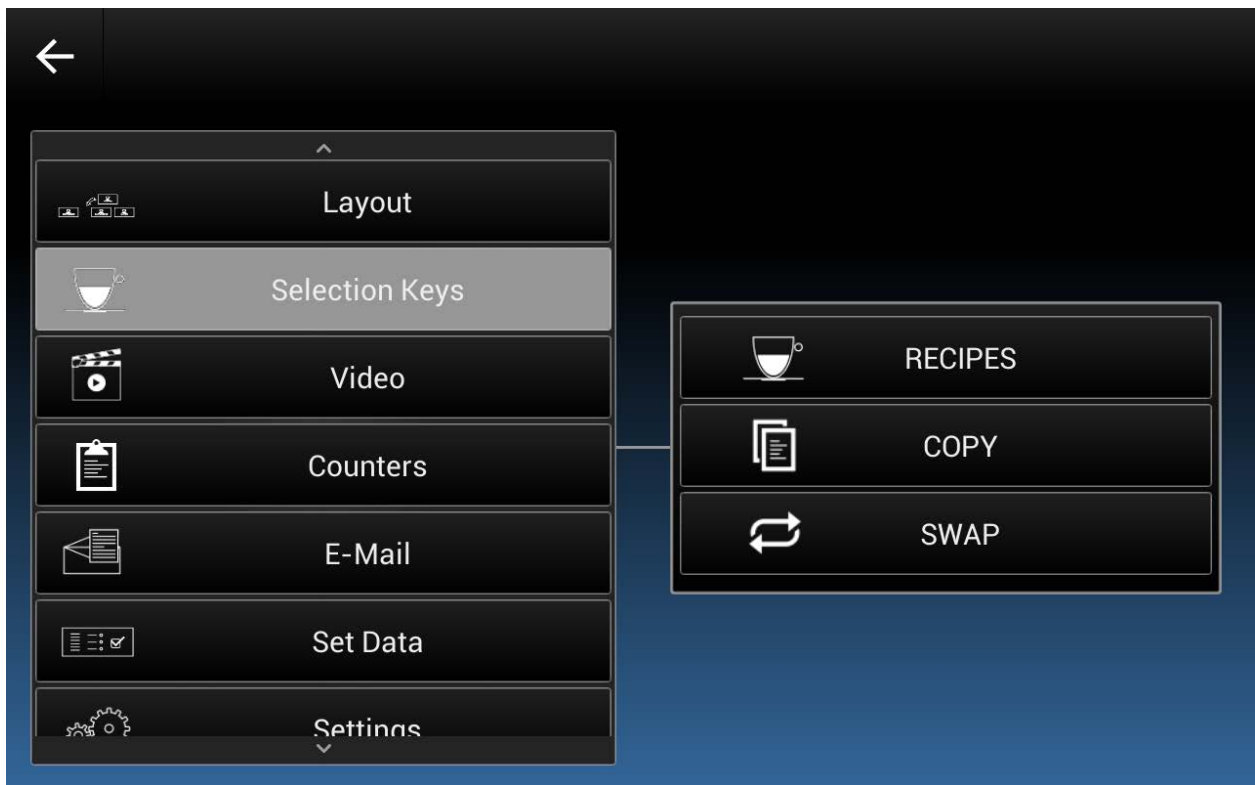 Layout
Selection Keys
Video
Counters
E-Mail
Set Data
Settings
RECIPES
COPY
SWAP